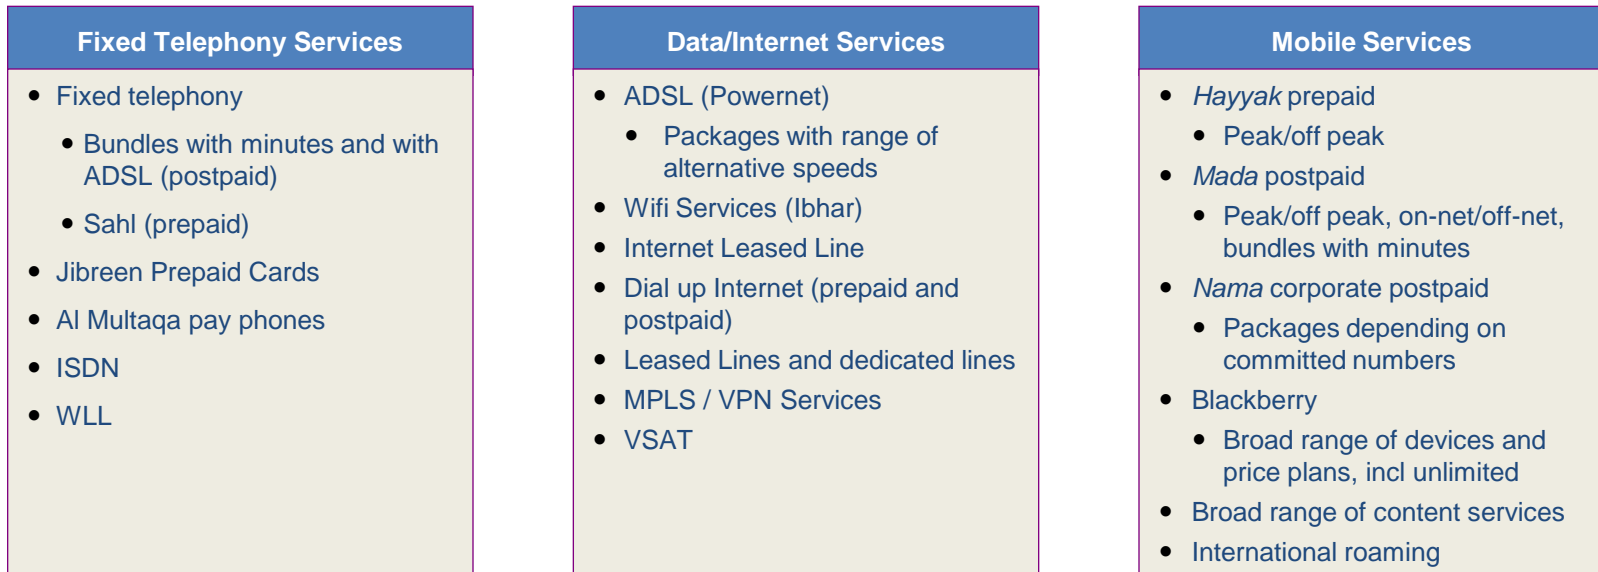 Fixed Telephony Services
• Fixed telephony
• Bundles with minutes and with
ADSL (postpaid)
• Sahl (prepaid)
• Jibreen Prepaid Cards
• Al Multaqa pay phones
• ISDN
• WLL
Data/Internet Services
• ADSL (Powernet)
• Packages with range of
alternative speeds
• Wifi Services (Ibhar)
• Internet Leased Line
• Dial up Internet (prepaid and
postpaid)
• Leased Lines and dedicated lines
• MPLS / VPN Services
• VSAT
Mobile Services
• Hayyak prepaid
• Peak/off peak
• Mada postpaid
• Peak/off peak, on-net/off-net,
bundles with minutes
• Nama corporate postpaid
• Packages depending on
committed numbers
• Blackberry
• Broad range of devices and
price plans, incl unlimited
• Broad range of content services
• International roaming